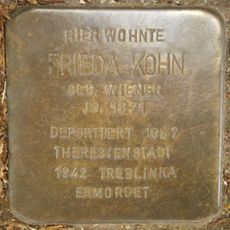 HIER WOHNTE
FRIEDA KOHN
GEB. WIENER
JG. 1871
DEPORTIERT 1942
THERESIENSTADT
1942 TREBLINKA
ERMORDET